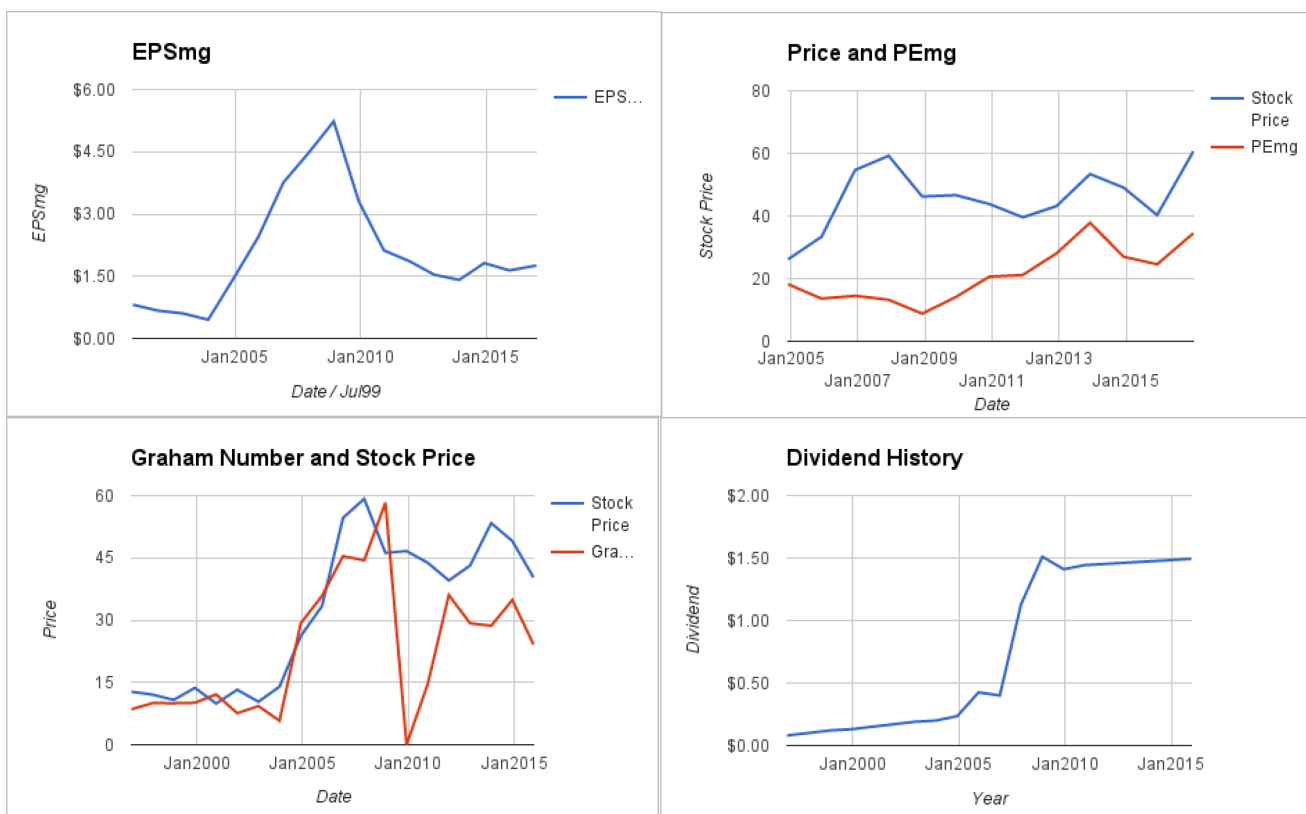 EPSmg
$6.00
$4.50
$3.00
$1.50
$0.00
EPSmg
Jan2005 Jan2010 Jan2015
Date / Jul99
EPS…
Price and PEmg
80
60
40
20
0
Stock Price
Jan2005 Jan2009 Jan2013
Jan2007 Jan2011 Jan2015
Date
Stock
Price
PEmg
Graham Number and Stock Price
60
45
30
15
0
Price
Jan2000 Jan2005 Jan2010 Jan2015
Date
Stock
Price
Gra…
Dividend History
$2.00
$1.50
$1.00
$0.50
$0.00
Dividend
Jan2000 Jan2005 Jan2010 Jan2015
Year